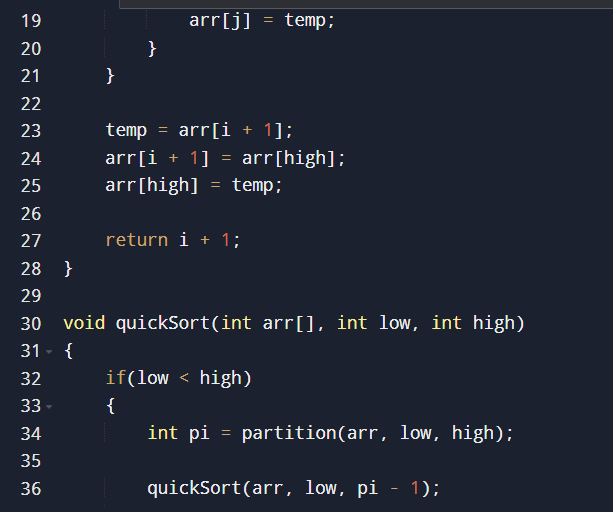 19 arr[j] = temp;
20 }
21 }
22
23 temp = arr[i + 1];
24 arr[i + 1] = arr[high];
25 arr[high] = temp;
26
27 return i + 1;
28 }
29
30 void quickSort(int arr[], int low, int high)
31 {
32 if(low < high)
33 {
34 int pi = partition(arr, low, high);
35
36 quickSort(arr, low, pi - 1);